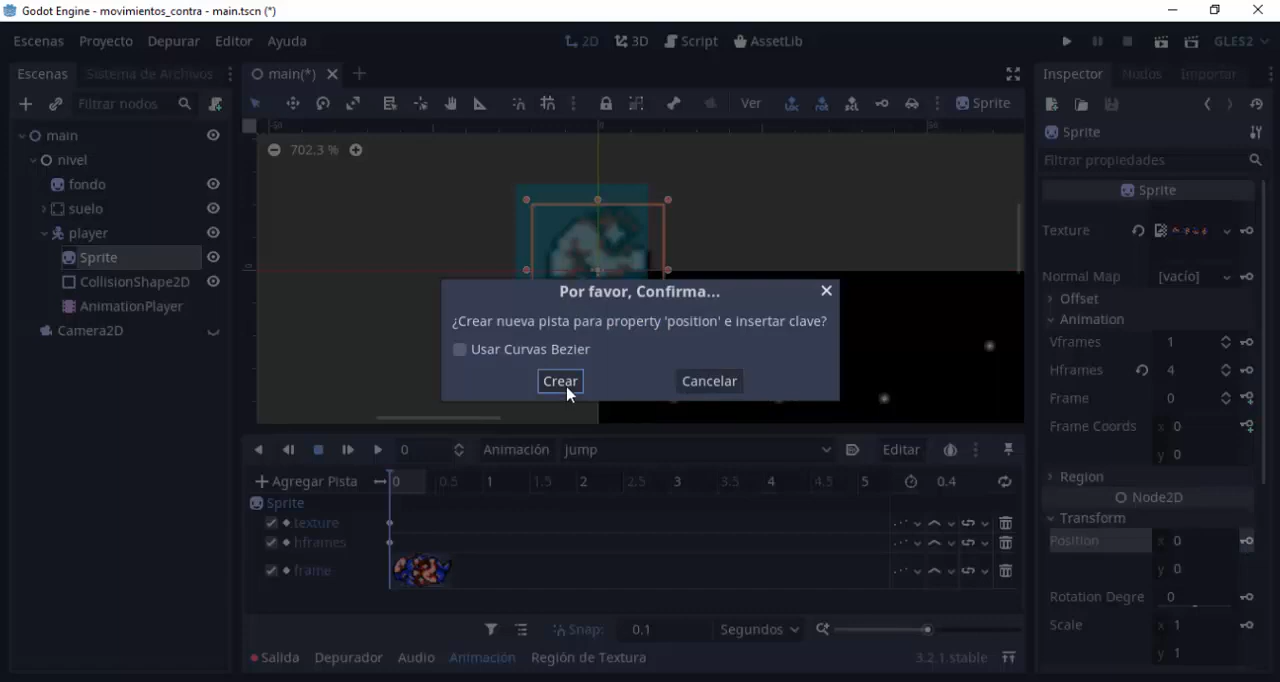 Godot Engine - movimientos_contra - main.tscn (*)
Escenas Proyecto Depurar Editor Ayuda
2D 3D Script AssetLib
GLES2
Escenas Sistema de Archivos
Filtrar nodos
main
nivel
fondo
suelo
player
Sprite
CollisionShape2D
AnimationPlayer
Camera2D
main(*)
Ver
Sprite
702.3 %
Por favor, Confirma...
¿Crear nueva pista para property 'position' e insertar clave?
Usar Curvas Bezier
Crear Cancelar
0 Animación Jump Editar
Agregar Pista 0 0.5 1 1.5 2 2.5 3 3.5 4 4.5 5 0.4
Sprite
texture
hframes
frame
Snap: 0.1 Segundos
Salida Depurador Audio Animación Región de Textura 3.2.1.stable
Inspector Nodos Importar
Sprite
Filtrar propiedades
Sprite
Texture
Normal Map [vacío]
Offset
Animation
Vframes 1
Hframes 4
Frame 0
Frame Coords x 0
y 0
Region
Node2D
Transform
Position x 0
y 0
Rotation Degre 0
Scale x 1
y 1